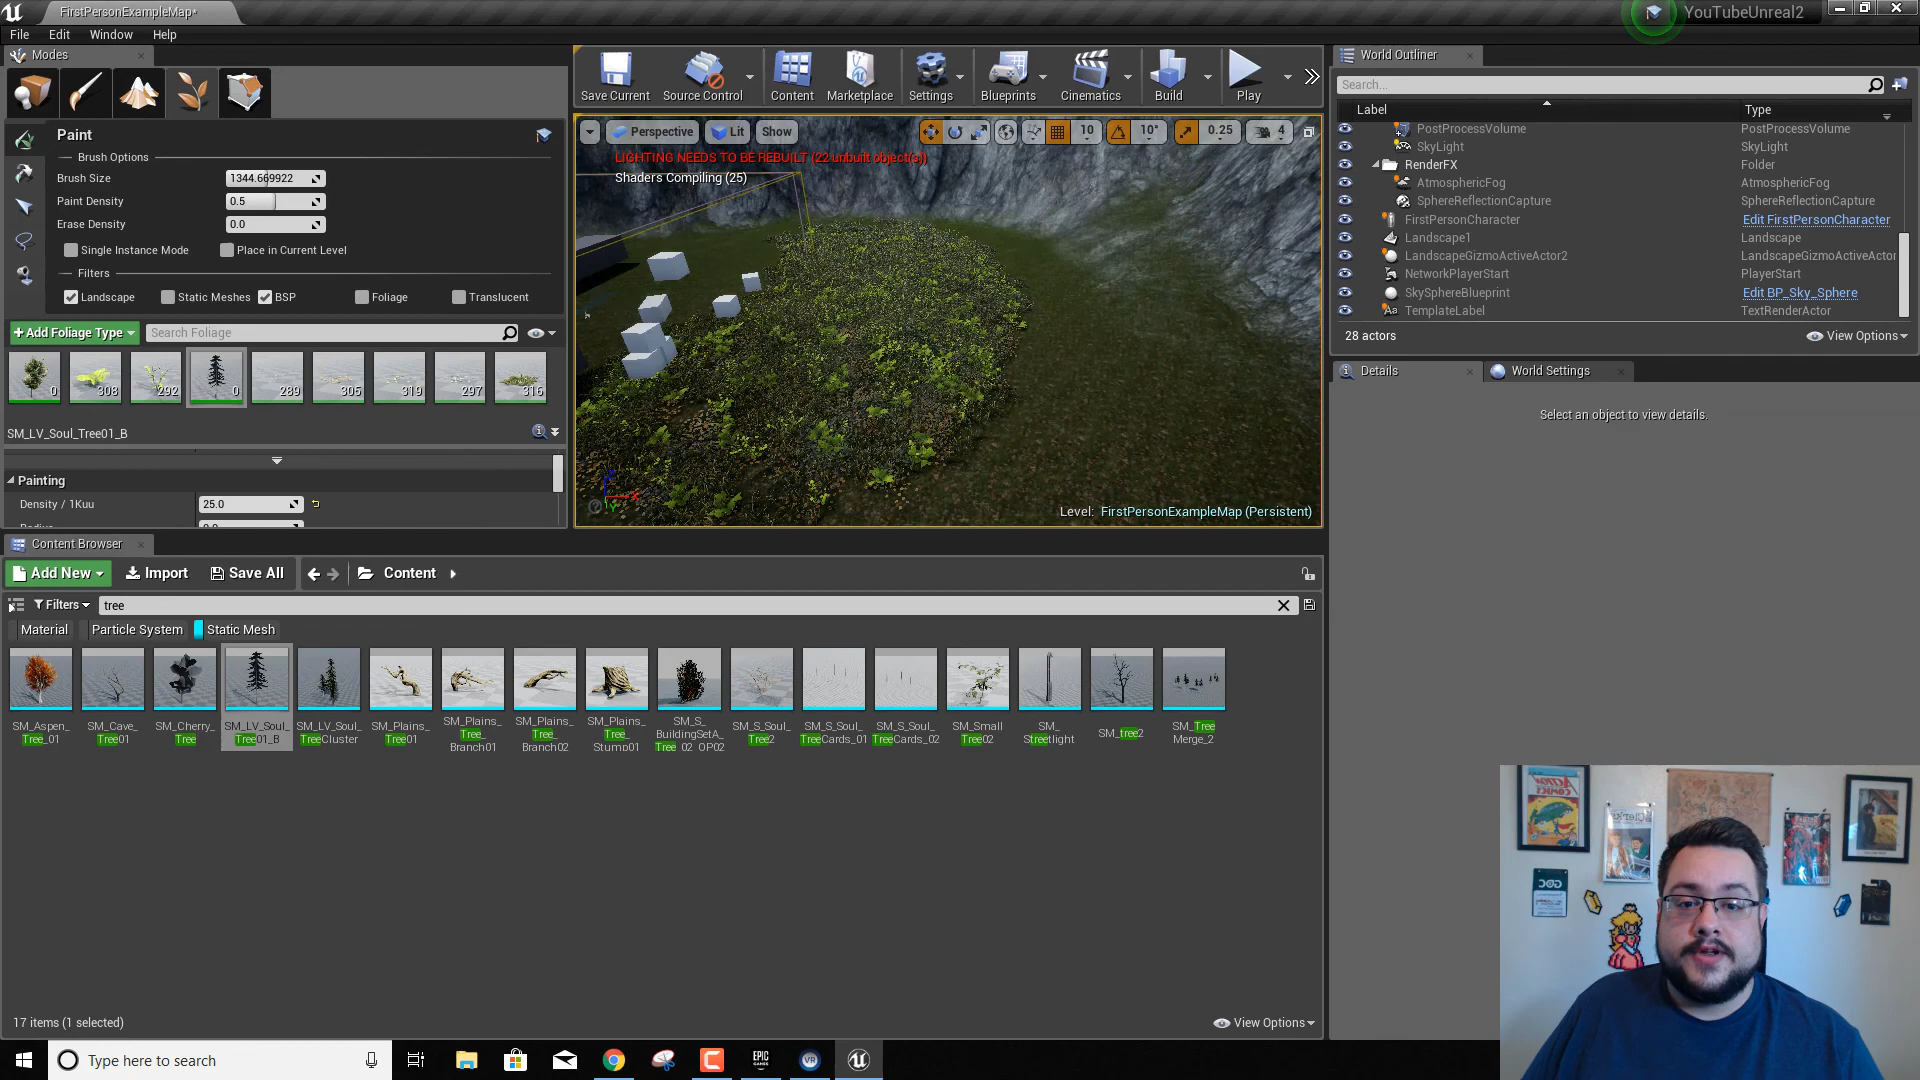 FirstPersonExampleMap*
YouTubeUnreal2
File Edit Window Help
Modes
Paint
Brush Options
Brush Size 1344.669922
Paint Density 0.5
Erase Density 0.0
Single Instance Mode Place in Current Level
Filters
Landscape Static Meshes BSP Foliage Translucent
+Add Foliage Type Search Foliage
0 308 292 0 289 305 319 297 316
SM_LV_Soul_Tree01_B
Painting
Density / 1Kuu 25.0
Save Current Source Control Content Marketplace Settings Blueprints Cinematics Build Play
Perspective Lit Show 10 10° 0.25 4
LIGHTING NEEDS TO BE REBUILT (22 unbuilt object(s))
Shaders Compiling (25)
Level: FirstPersonExampleMap (Persistent)
World Outliner
Search...
Label Type
PostProcessVolume PostProcessVolume
SkyLight SkyLight
RenderFX Folder
AtmosphericFog AtmosphericFog
SphereReflectionCapture SphereReflectionCapture
FirstPersonCharacter Edit FirstPersonCharacter
Landscape1 Landscape
LandscapeGizmoActiveActor2 LandscapeGizmoActiveActor
NetworkPlayerStart PlayerStart
SkySphereBlueprint Edit BP_Sky_Sphere
TemplateLabel TextRenderActor
28 actors View Options
Details World Settings
Select an object to view details.
Content Browser
Add New Import Save All Content
Filters tree
Material Particle System Static Mesh
SM_Aspen_
Tree_01
SM_Cave_
Tree01
SM_Cherry_
Tree
SM_LV_Soul_
Tree01_B
SM_LV_Soul_
TreeCluster
SM_Plains_
Tree01
SM_Plains_
Tree_
Branch01
SM_Plains_
Tree_
Branch02
SM_Plains_
Tree_
Stump01
SM_S_
BuildingSetA_
Tree_02_OP02
SM_S_Soul_
Tree2
SM_S_Soul_
TreeCards_01
SM_S_Soul_
TreeCards_02
SM_Small
Tree02
SM_
Streetlight
SM_tree2
SM_Tree
Merge_2
17 items (1 selected) View Options
ACTION
COMICS
Clerks
GDC
Type here to search
EPIC
GAMES
VR